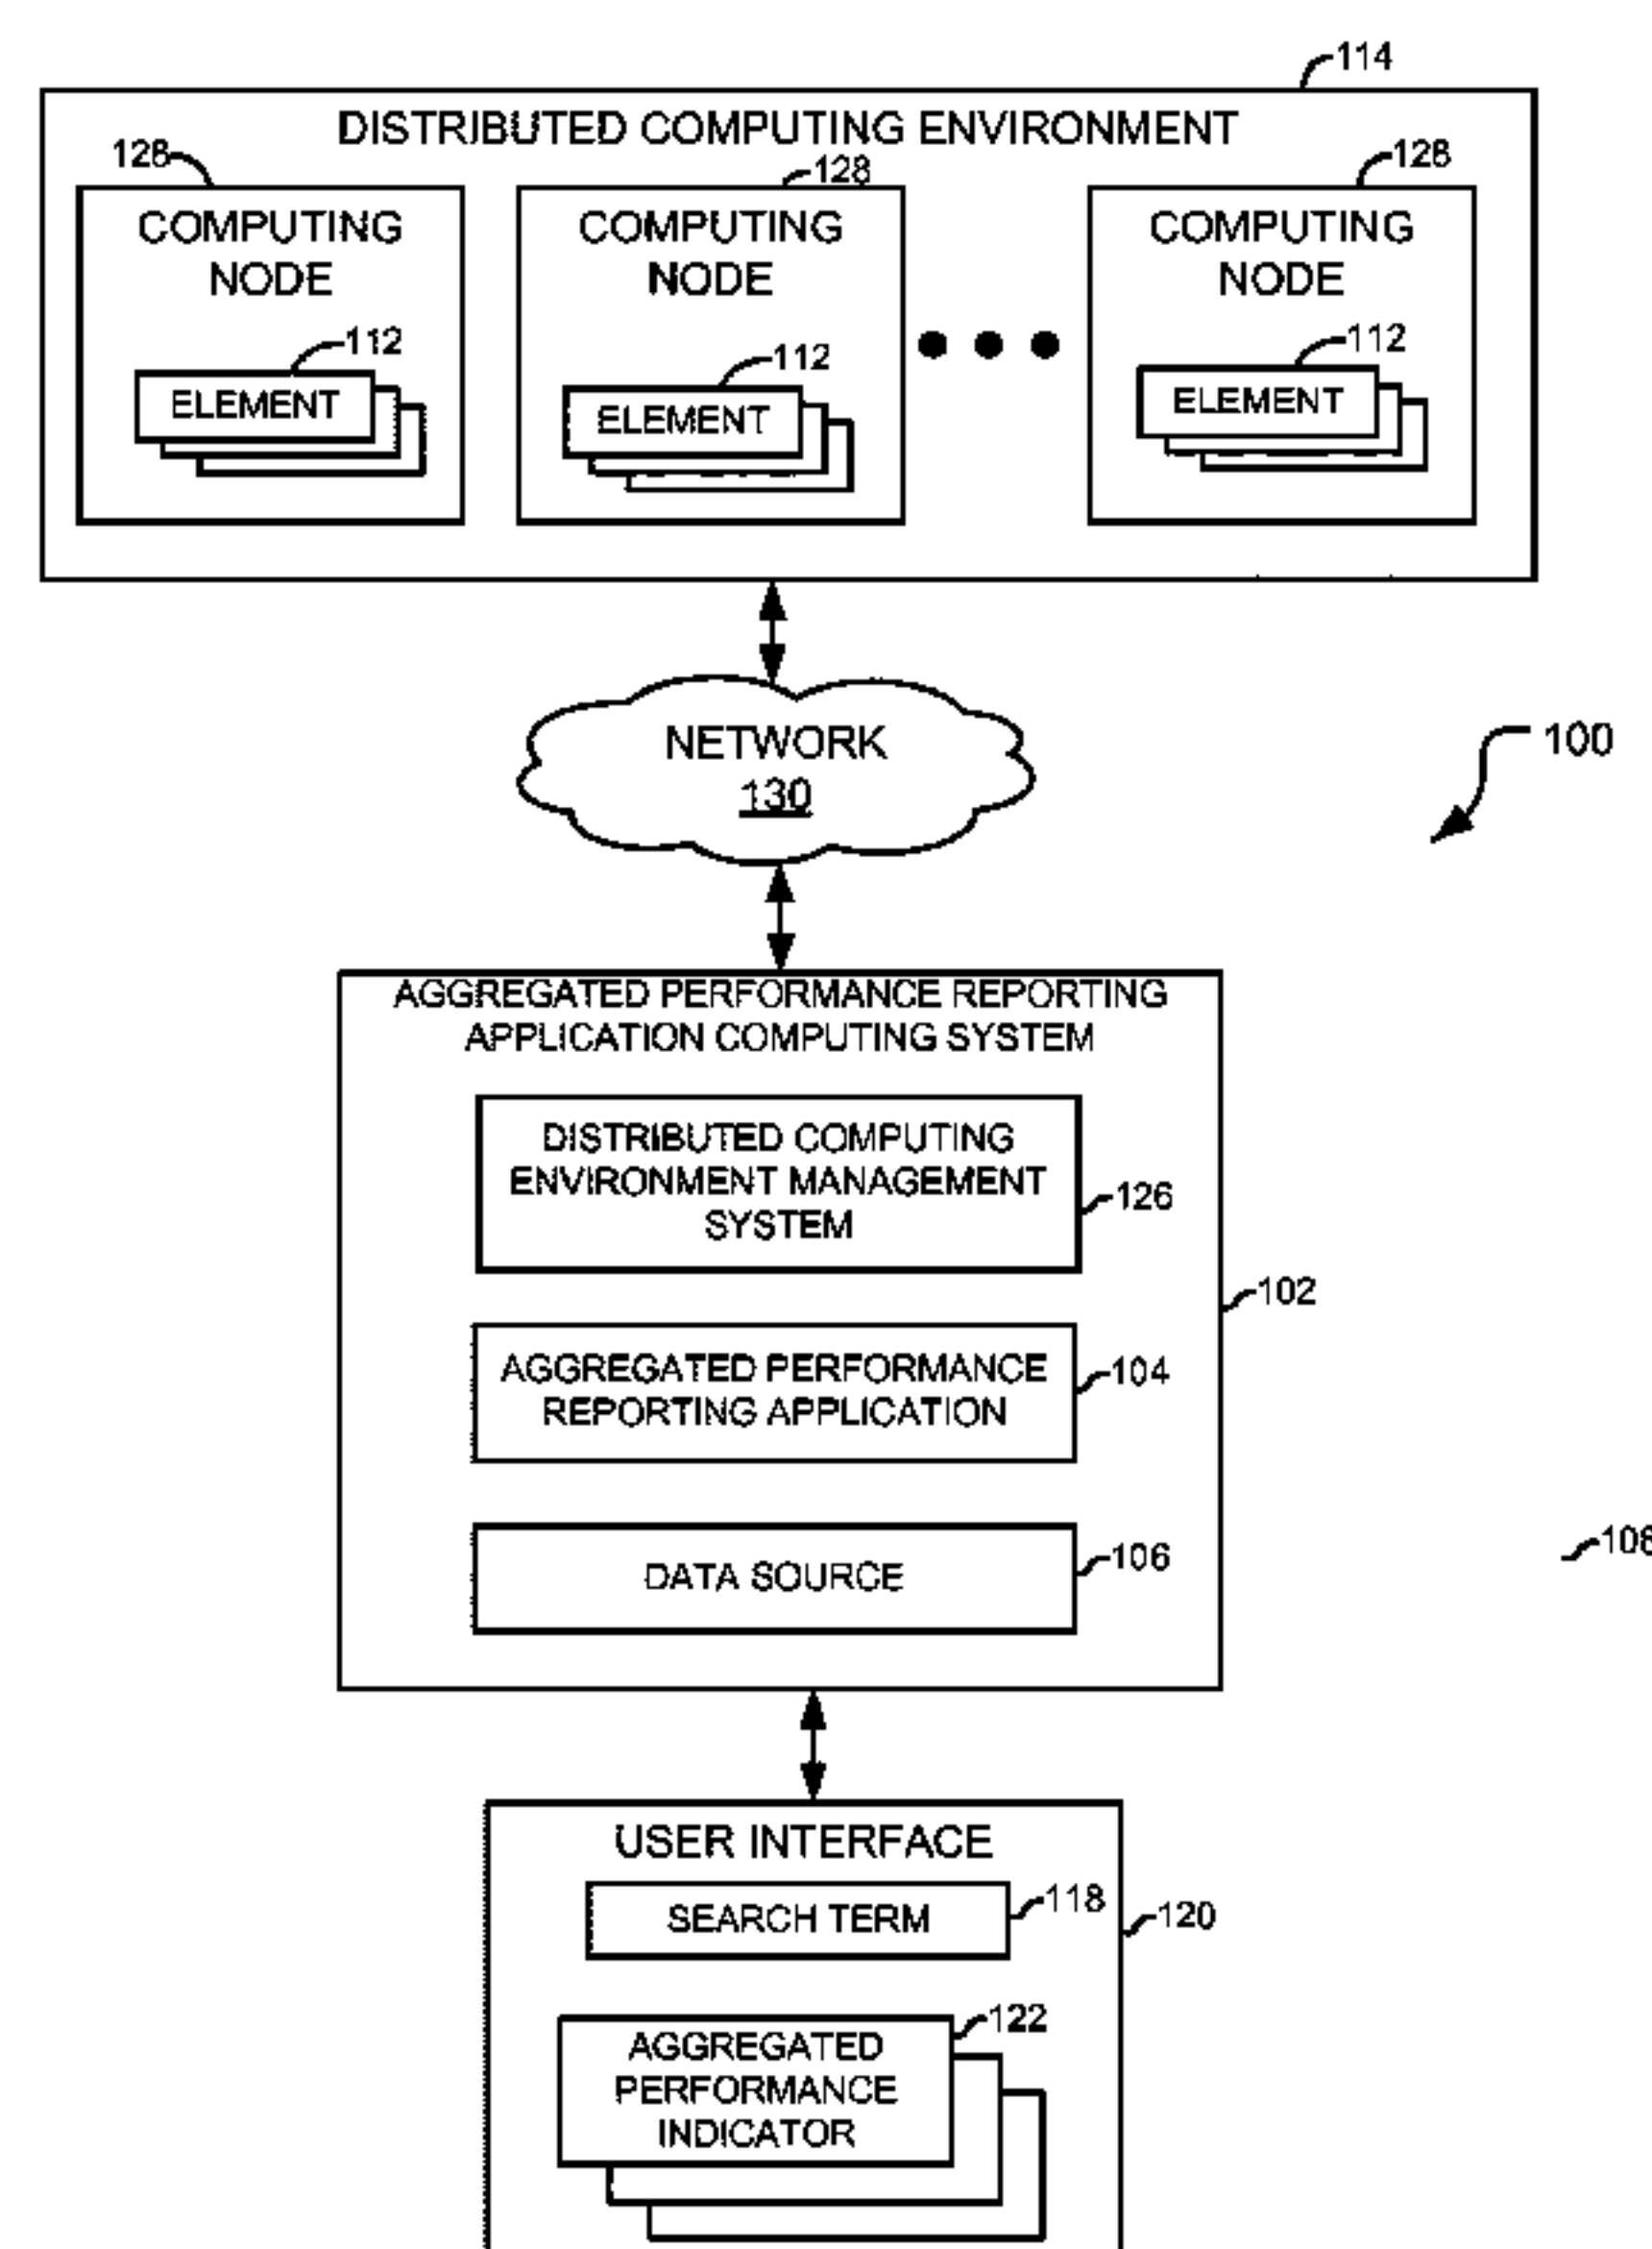 114
DISTRIBUTED COMPUTING ENVIRONMENT
128
128
128
COMPUTING
NODE
112
ELEMENT
COMPUTING
NODE
112
ELEMENT
COMPUTING
NODE
112
ELEMENT
NETWORK
130
100
AGGREGATED PERFORMANCE REPORTING
APPLICATION COMPUTING SYSTEM
DISTRIBUTED COMPUTING
ENVIRONMENT MANAGEMENT
SYSTEM
126
102
AGGREGATED PERFORMANCE
REPORTING APPLICATION
104
DATA SOURCE
106
108
USER INTERFACE
SEARCH TERM
118
120
122
AGGREGATED
PERFORMANCE
INDICATOR